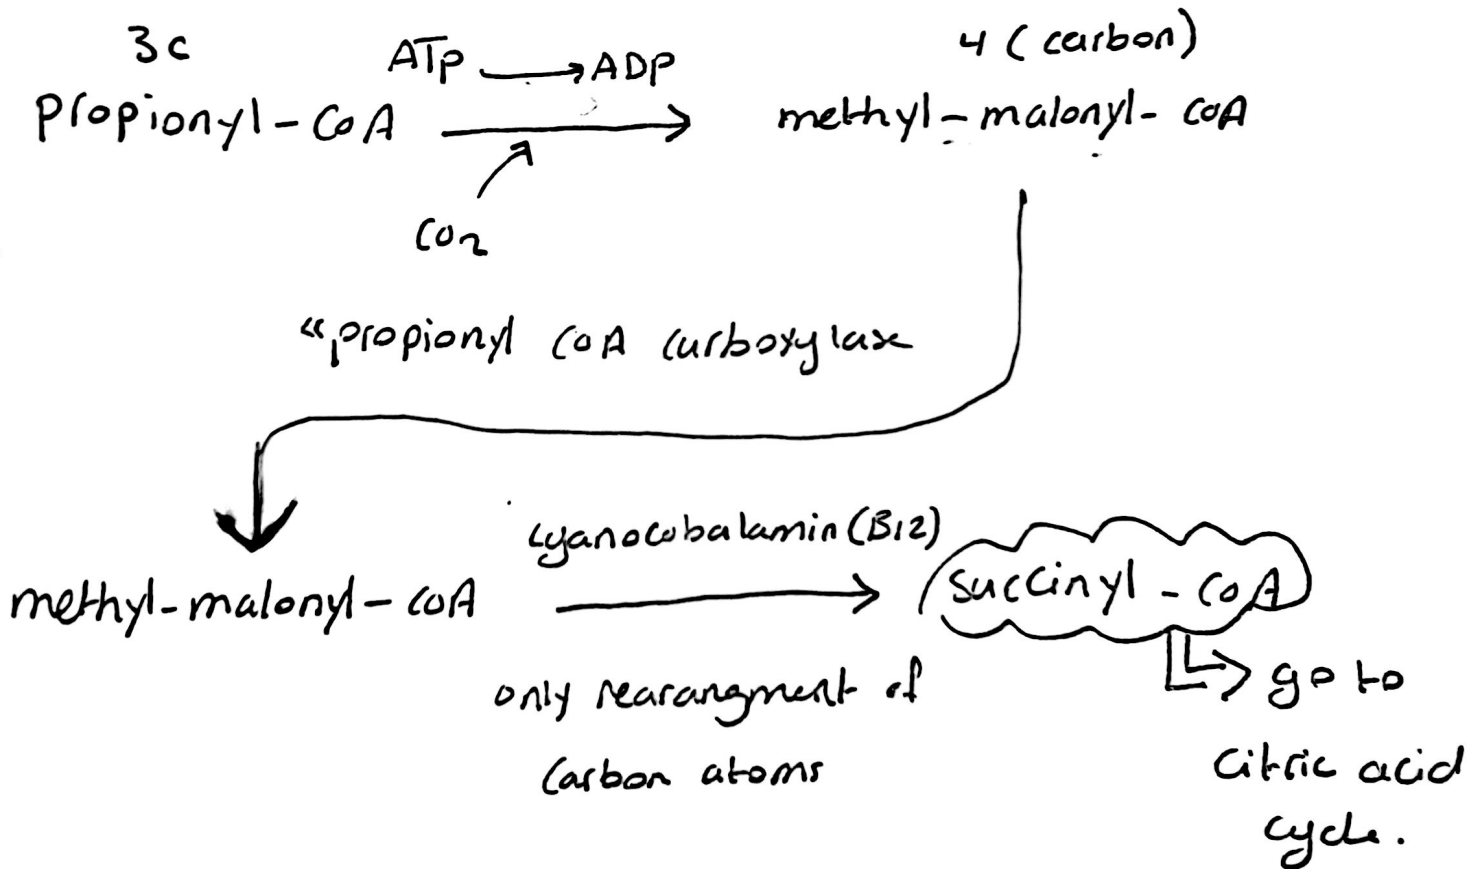 3c
ATP → ADP
4 (carbon)
propionyl-CoA → methyl-malonyl-CoA
CO2
"propionyl CoA carboxylase
cyanocobalamin (B12)
methyl-malonyl-CoA → succinyl-CoA
only rearangment of
carbon atoms
go to
citric acid
cycle.